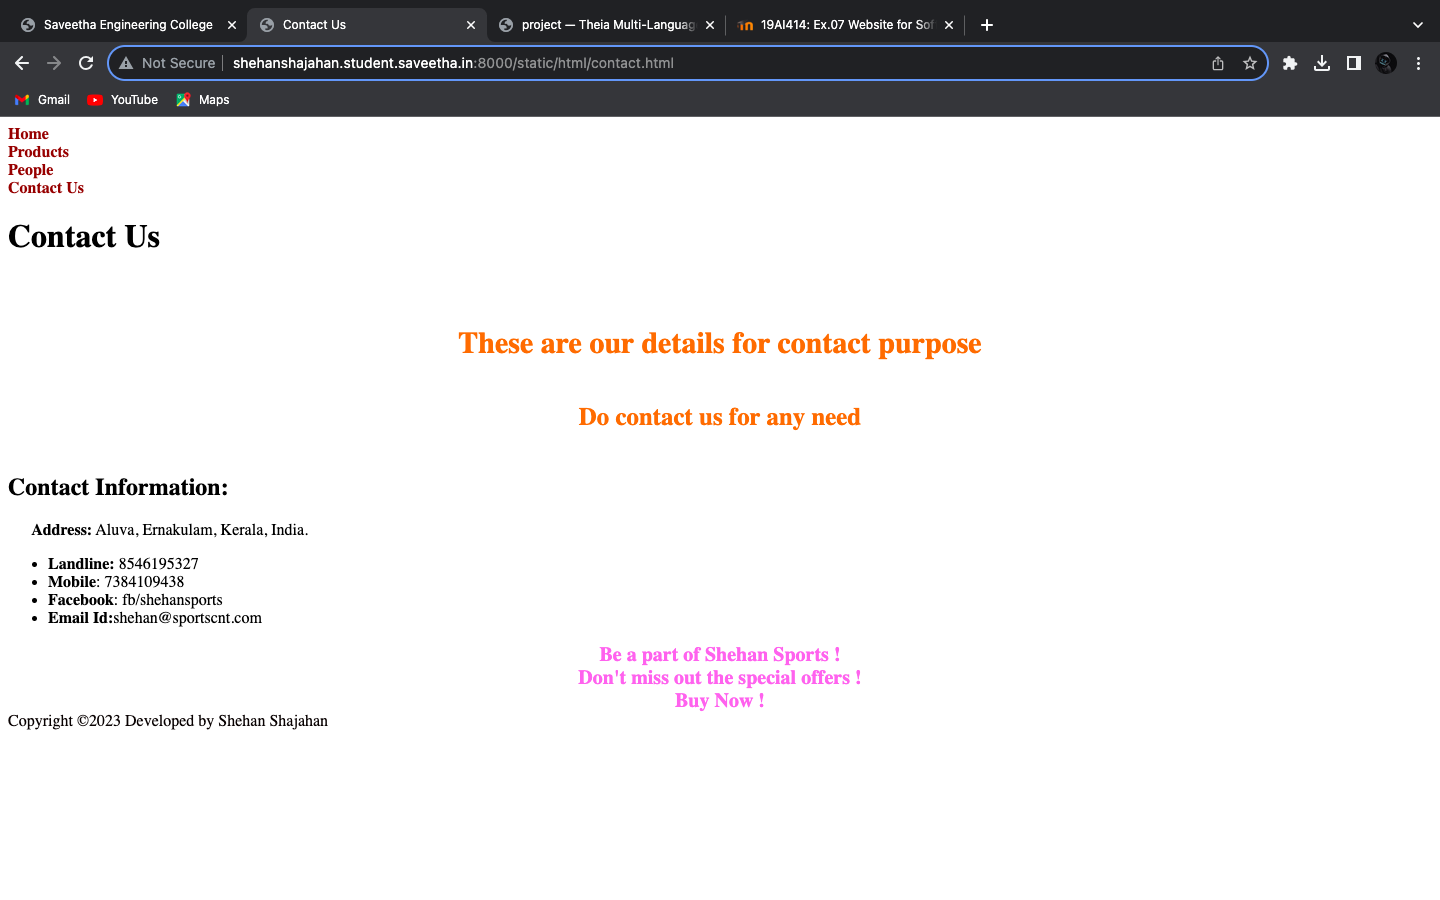 Saveetha Engineering College
Contact Us
project — Theia Multi-Languag
19AI414: Ex.07 Website for Sof
Not Secure
shehanshajahan.student.saveetha.in:8000/static/html/contact.html
Gmail
YouTube
Maps
Home
Products
People
Contact Us
Contact Us
These are our details for contact purpose
Do contact us for any need
Contact Information:
Address: Aluva, Ernakulam, Kerala, India.
• Landline: 8546195327
• Mobile: 7384109438
• Facebook: fb/shehansports
• Email Id:shehan@sportscnt.com
Be a part of Shehan Sports !
Don't miss out the special offers !
Buy Now !
Copyright ©2023 Developed by Shehan Shajahan